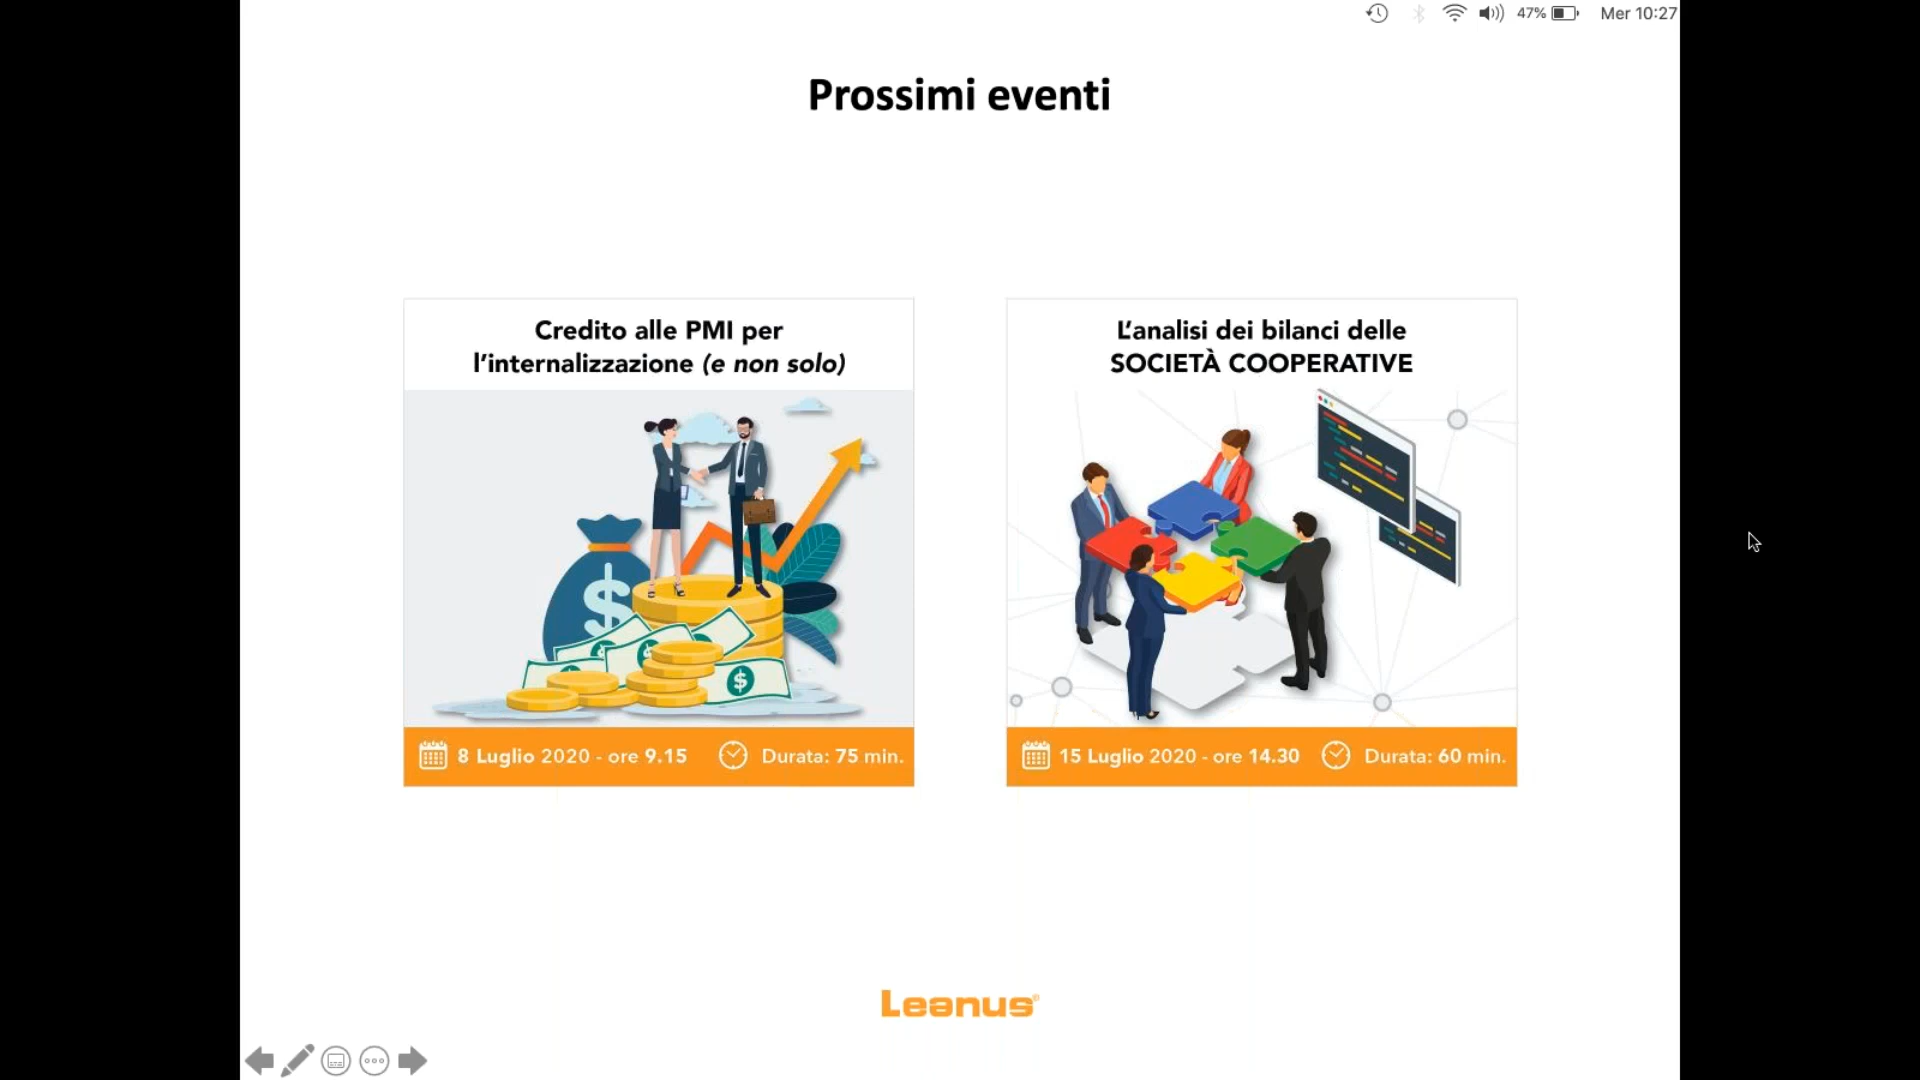 47% Mer 10:27
Prossimi eventi
Credito alle PMI per
l’internalizzazione (e non solo)
8 Luglio 2020 - ore 9.15 Durata: 75 min.
L’analisi dei bilanci delle
SOCIETÀ COOPERATIVE
15 Luglio 2020 - ore 14.30 Durata: 60 min.
Leanus®